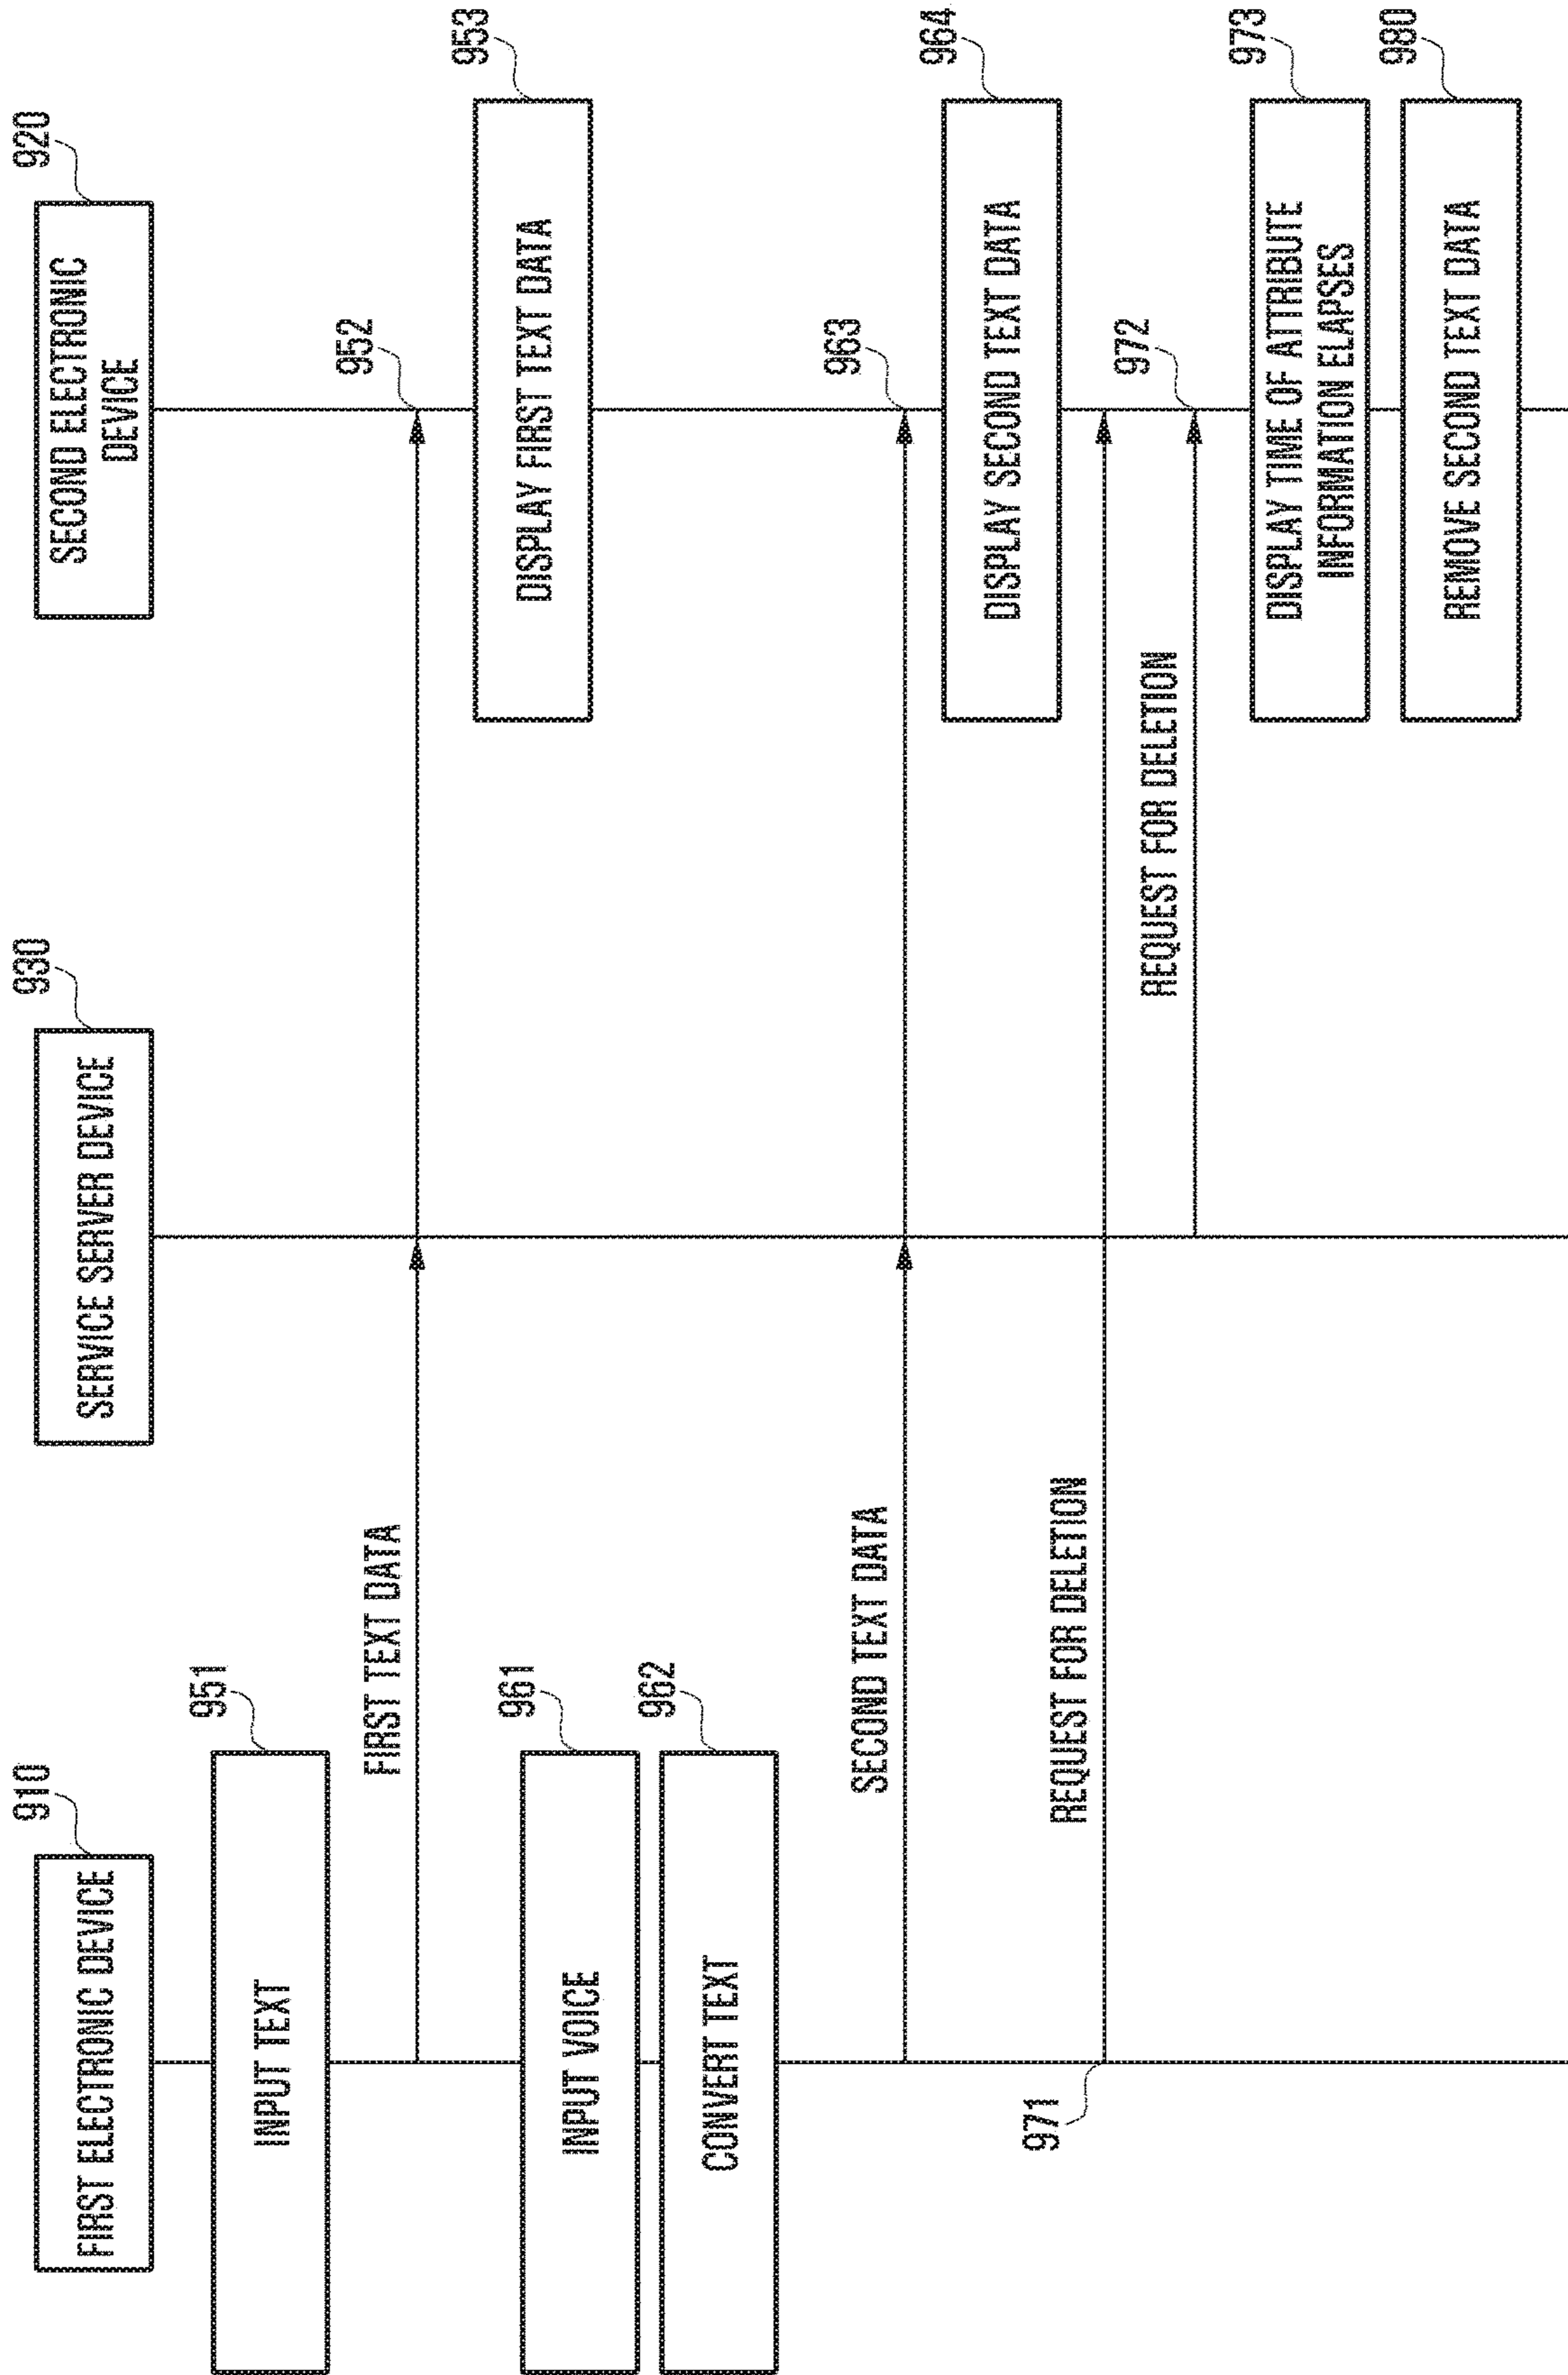 910
FIRST ELECTRONIC DEVICE
930
SERVICE SERVER DEVICE
920
SECOND ELECTRONIC
DEVICE
951
INPUT TEXT
FIRST TEXT DATA
952
953
DISPLAY FIRST TEXT DATA
961
INPUT VOICE
962
CONVERT TEXT
SECOND TEXT DATA
963
964
DISPLAY SECOND TEXT DATA
971
REQUEST FOR DELETION
REQUEST FOR DELETION
972
973
DISPLAY TIME OF ATTRIBUTE
INFORMATION ELAPSES
980
REMOVE SECOND TEXT DATA